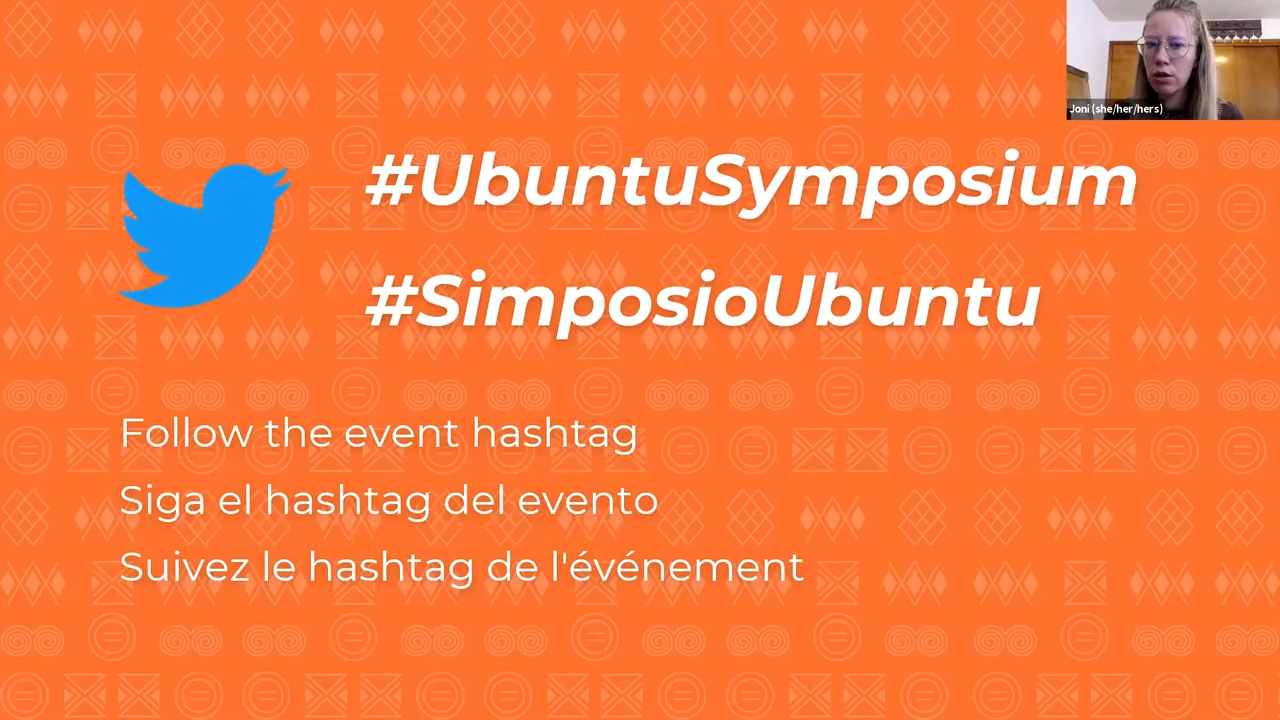 Joni (she/her/hers)
#UbuntuSymposium
#SimposioUbuntu
Follow the event hashtag
Siga el hashtag del evento
Suivez le hashtag de l'événement